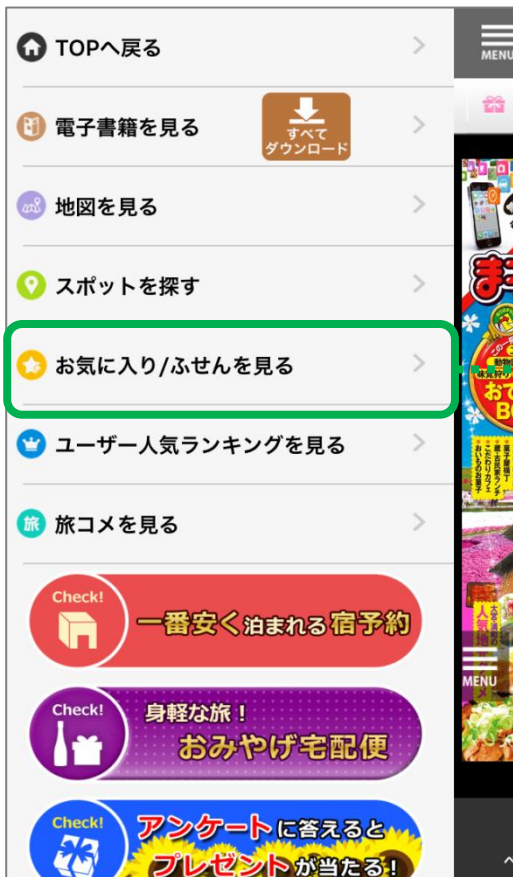 TOPへ戻る
MENU
電子書籍を見る
すべて
ダウンロード
地図を見る
スポットを探す
お気に入り/ふせんを見る
ユーザー人気ランキングを見る
旅
旅コメを見る
Check!
一番安く泊まれる宿予約
MENU
Check!
身軽な旅！
おみやげ宅配便
Check!
アンケートに答えると
プレゼントが当たる！